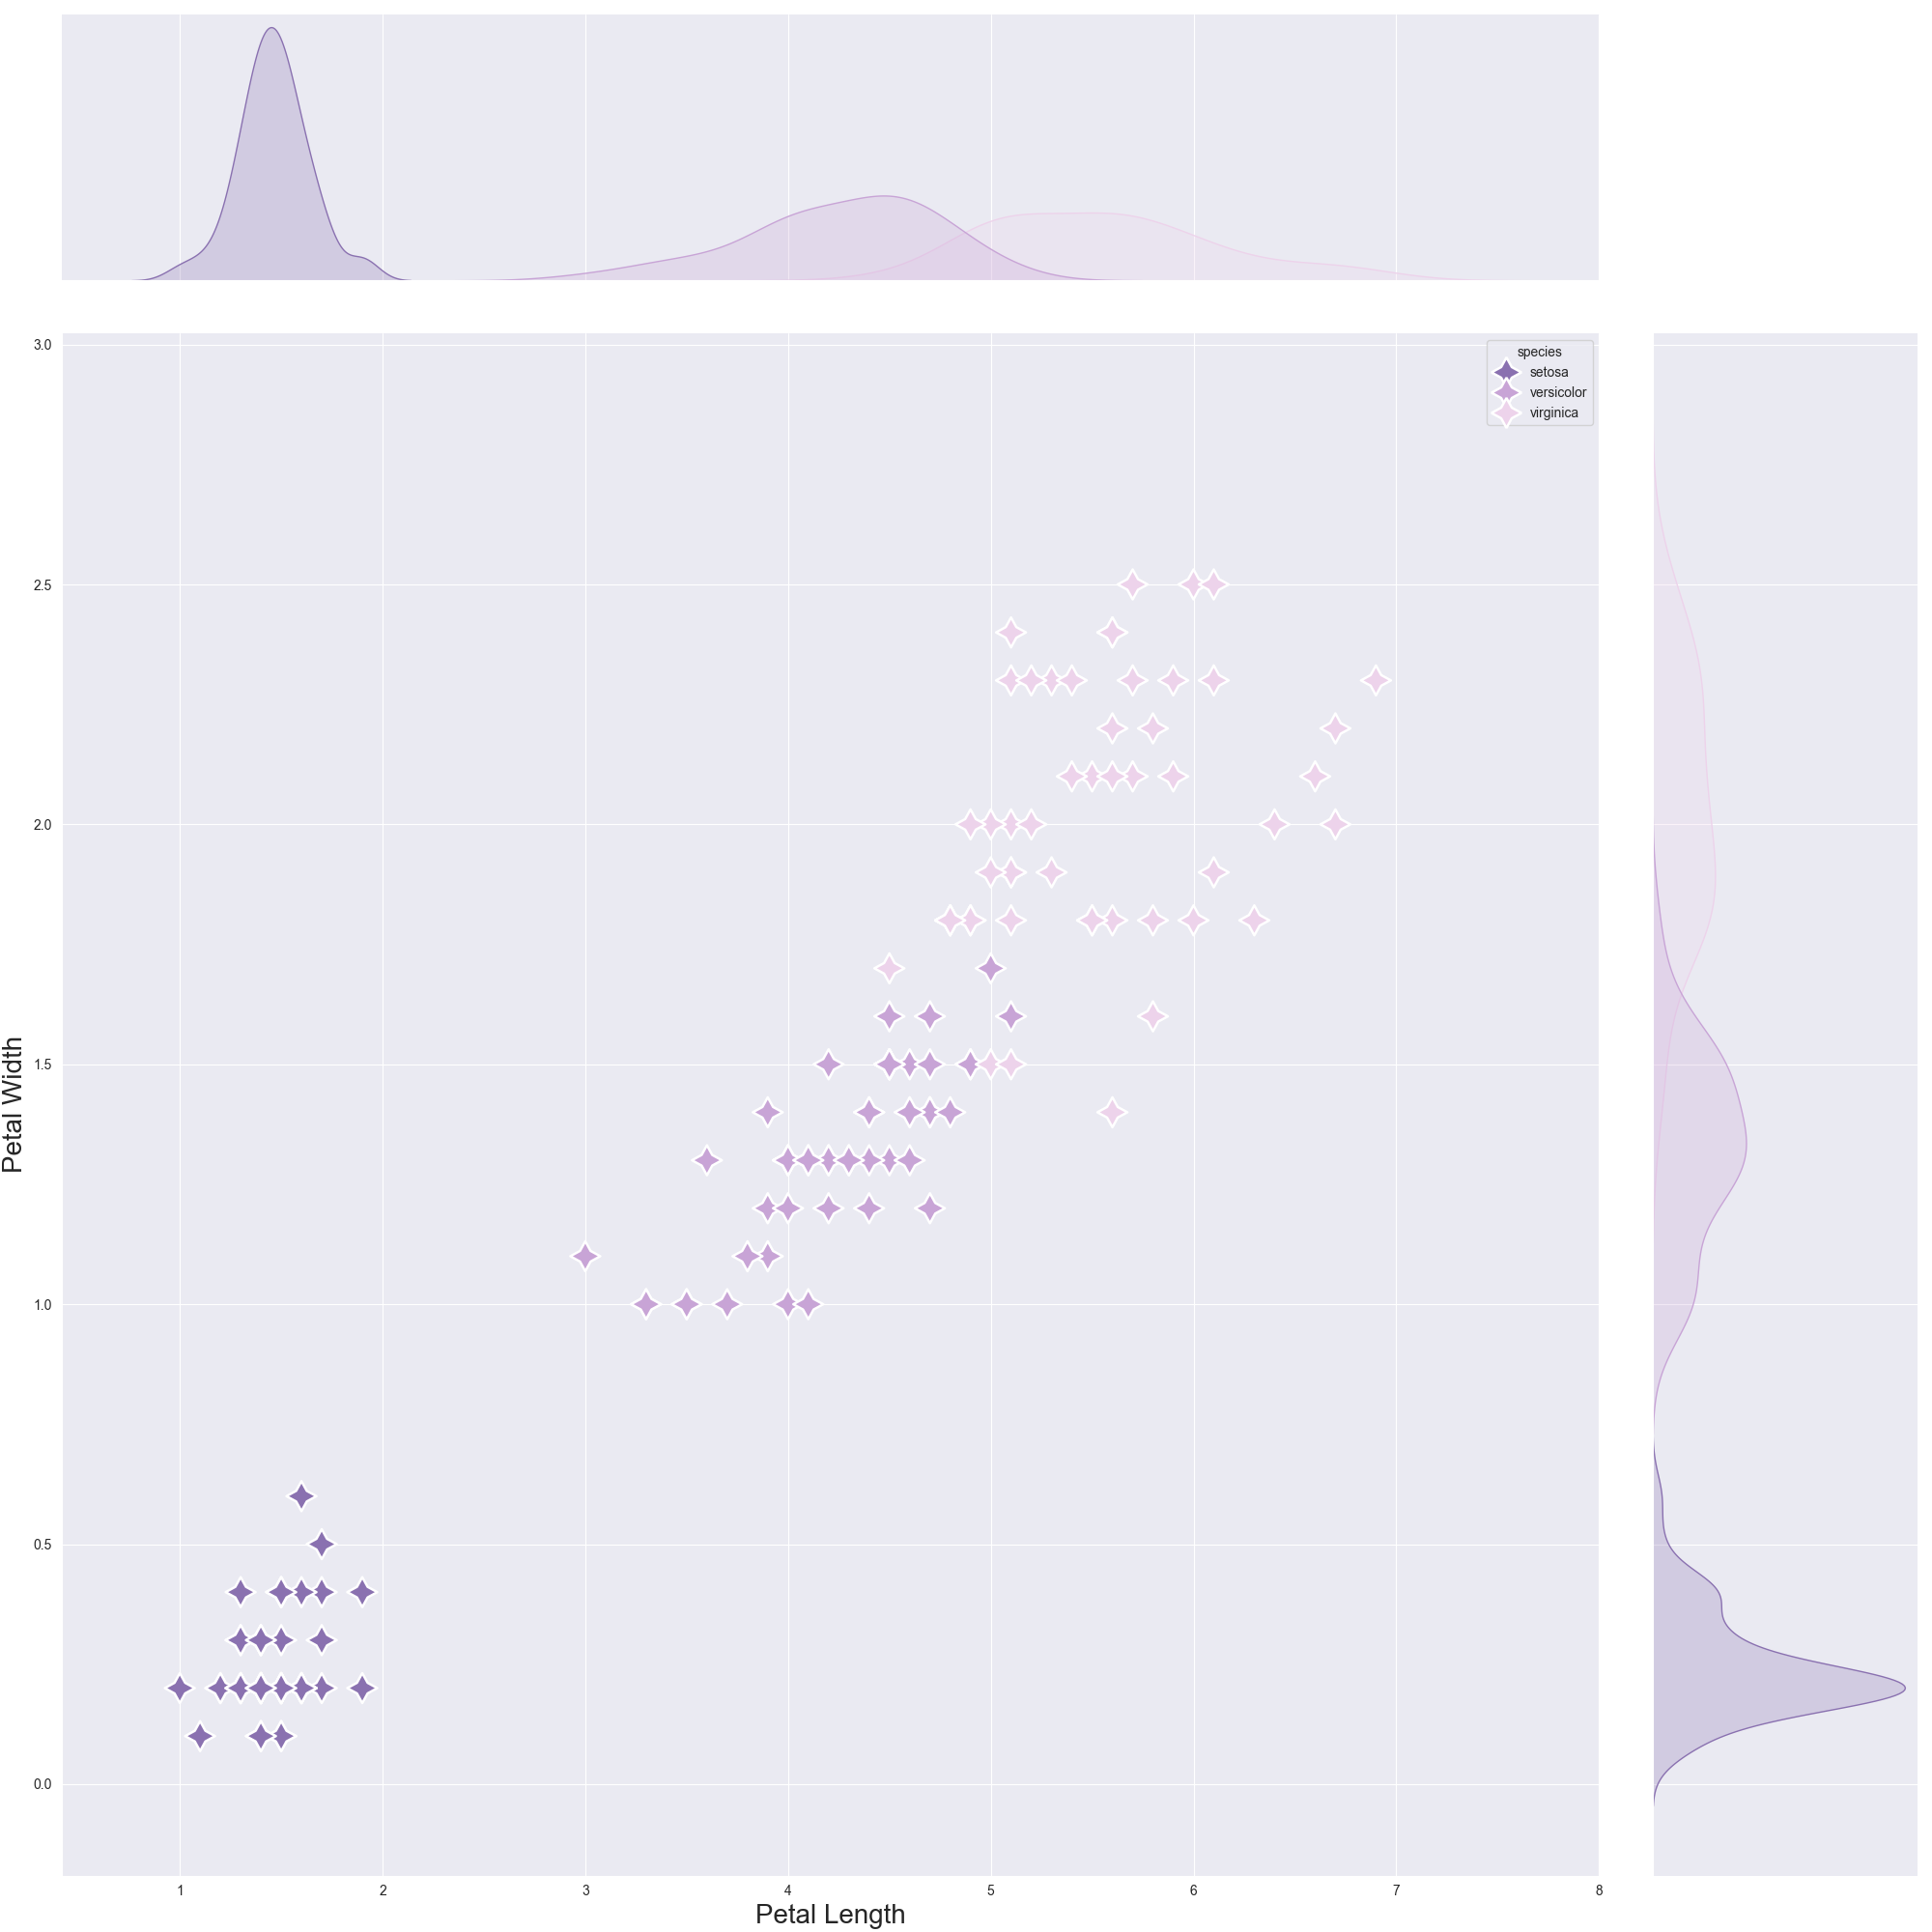 3.0
species
setosa
versicolor
virginica
2.5
2.0
1.5
Petal Width
1.0
0.5
0.0
1 2 3 4 5 6 7 8
Petal Length